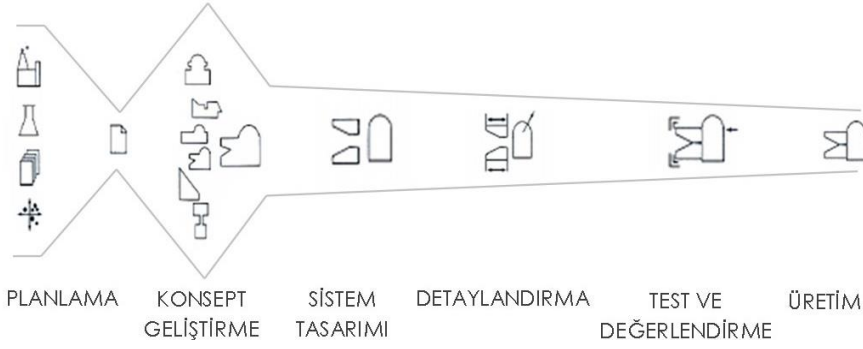 PLANLAMA
KONSEPT
GELİŞTİRME
SİSTEM
TASARIMI
DETAYLANDIRMA
TEST VE
DEĞERLENDİRME
ÜRETİM